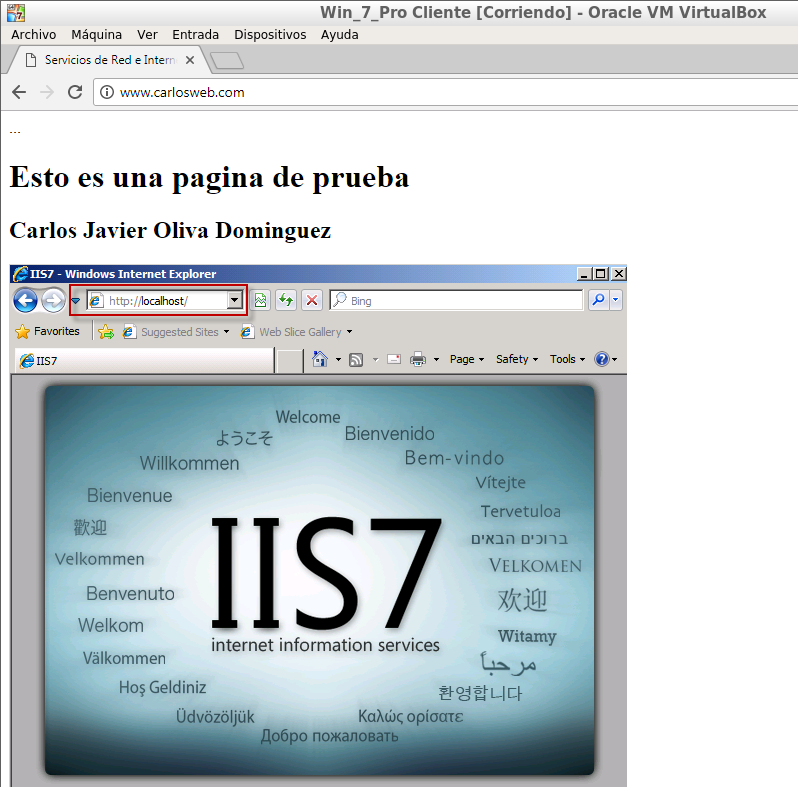 Win_7_Pro Cliente [Corriendo] - Oracle VM VirtualBox
Archivo Máquina Ver Entrada Dispositivos Ayuda
Servicios de Red e Intern
www.carlosweb.com
...
Esto es una pagina de prueba
Carlos Javier Oliva Dominguez
IIS7 - Windows Internet Explorer
http://localhost/
Bing
Favorites
Suggested Sites
Web Slice Gallery
IIS7
Page Safety Tools
Welcome
ようこそ
Bienvenido
Willkommen
Bem-vindo
Vítejte
Bienvenue
Tervetuloa
歡迎
ברוכים הבאים
Velkommen
VELKOMEN
Benvenuto
欢迎
Welkom
Witamy
Välkommen
مرحباً
Hoş Geldiniz
환영합니다
Üdvözöljük
Καλώς ορίσατε
Добро пожаловать
IIS7
internet information services